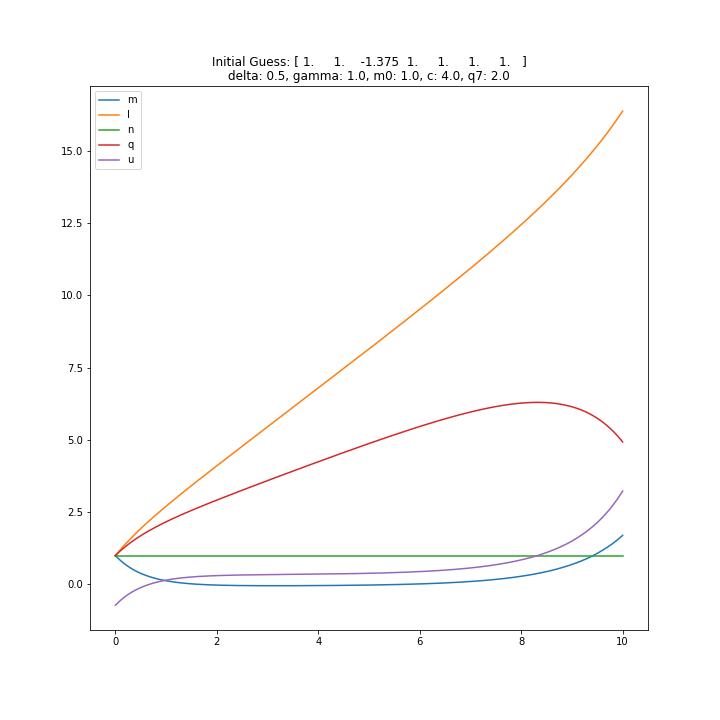 Initial Guess: [ 1. 1. -1.375 1. 1. 1. 1. ]
delta: 0.5, gamma: 1.0, m0: 1.0, c: 4.0, q7: 2.0
m
l
n
q
u
15.0
12.5
10.0
7.5
5.0
2.5
0.0
0 2 4 6 8 10